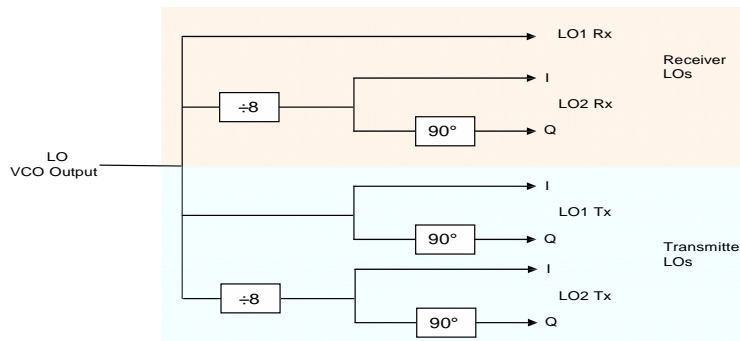 LO1 Rx
Receiver
LOs
I
÷8
LO2 Rx
90°
Q
LO
VCO Output
I
LO1 Tx
90°
Q
Transmitte
LOs
I
÷8
LO2 Tx
90°
Q